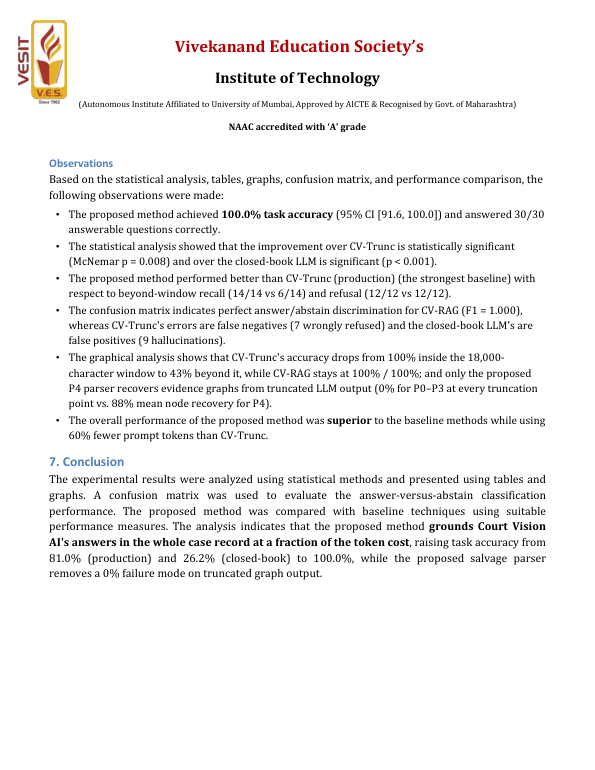 VESIT
V.E.S.
Since 1962
Vivekanand Education Society's
Institute of Technology
(Autonomous Institute Affiliated to University of Mumbai, Approved by AICTE & Recognised by Govt. of Maharashtra)
NAAC accredited with 'A' grade
Observations
Based on the statistical analysis, tables, graphs, confusion matrix, and performance comparison, the
following observations were made:
• The proposed method achieved 100.0% task accuracy (95% CI [91.6, 100.0]) and answered 30/30
answerable questions correctly.
• The statistical analysis showed that the improvement over CV-Trunc is statistically significant
(McNemar p = 0.008) and over the closed-book LLM is significant (p < 0.001).
• The proposed method performed better than CV-Trunc (production) (the strongest baseline) with
respect to beyond-window recall (14/14 vs 6/14) and refusal (12/12 vs 12/12).
• The confusion matrix indicates perfect answer/abstain discrimination for CV-RAG (F1 = 1.000),
whereas CV-Trunc's errors are false negatives (7 wrongly refused) and the closed-book LLM's are
false positives (9 hallucinations).
• The graphical analysis shows that CV-Trunc's accuracy drops from 100% inside the 18,000-
character window to 43% beyond it, while CV-RAG stays at 100% / 100%; and only the proposed
P4 parser recovers evidence graphs from truncated LLM output (0% for P0–P3 at every truncation
point vs. 88% mean node recovery for P4).
• The overall performance of the proposed method was superior to the baseline methods while using
60% fewer prompt tokens than CV-Trunc.
7. Conclusion
The experimental results were analyzed using statistical methods and presented using tables and
graphs. A confusion matrix was used to evaluate the answer-versus-abstain classification
performance. The proposed method was compared with baseline techniques using suitable
performance measures. The analysis indicates that the proposed method grounds Court Vision
AI's answers in the whole case record at a fraction of the token cost, raising task accuracy from
81.0% (production) and 26.2% (closed-book) to 100.0%, while the proposed salvage parser
removes a 0% failure mode on truncated graph output.